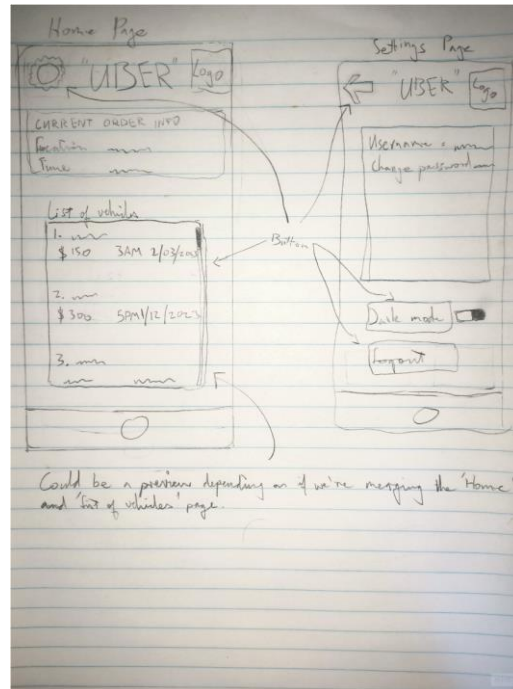 Home Page
"UBER" Logo
CURRENT ORDER INFO
Location
Time
List of vehicles
1.
$150 3AM 2/03/2023
2.
$300 5PM 1/12/2023
3.
Button
Settings Page
"UBER" Logo
Username :
Change password
Dark mode
Logout
Could be a preview depending on if we're merging the 'Home'
and 'list of vehicles' page.